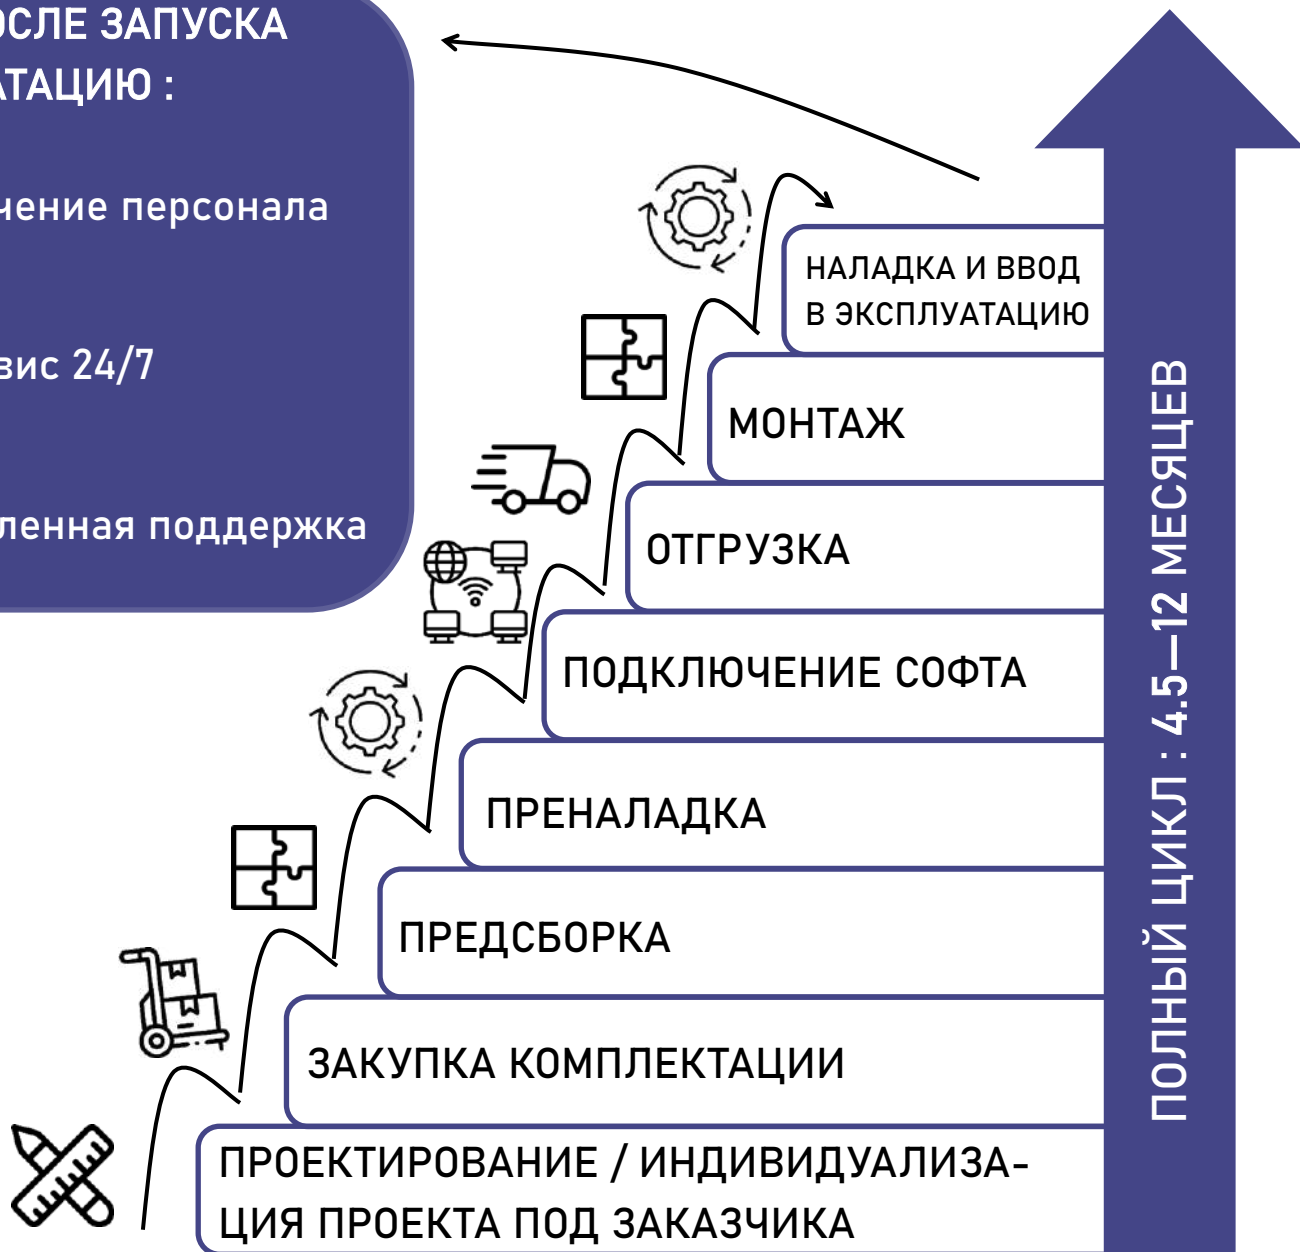 ОСЛЕ ЗАПУСКА
АТАЦИЮ :
чение персонала
вис 24/7
ленная поддержка
НАЛАДКА И ВВОД
В ЭКСПЛУАТАЦИЮ
МОНТАЖ
ОТГРУЗКА
ПОДКЛЮЧЕНИЕ СОФТА
ПРЕНАЛАДКА
ПРЕДСБОРКА
ЗАКУПКА КОМПЛЕКТАЦИИ
ПРОЕКТИРОВАНИЕ / ИНДИВИДУАЛИЗА-
ЦИЯ ПРОЕКТА ПОД ЗАКАЗЧИКА
ПОЛНЫЙ ЦИКЛ : 4.5—12 МЕСЯЦЕВ